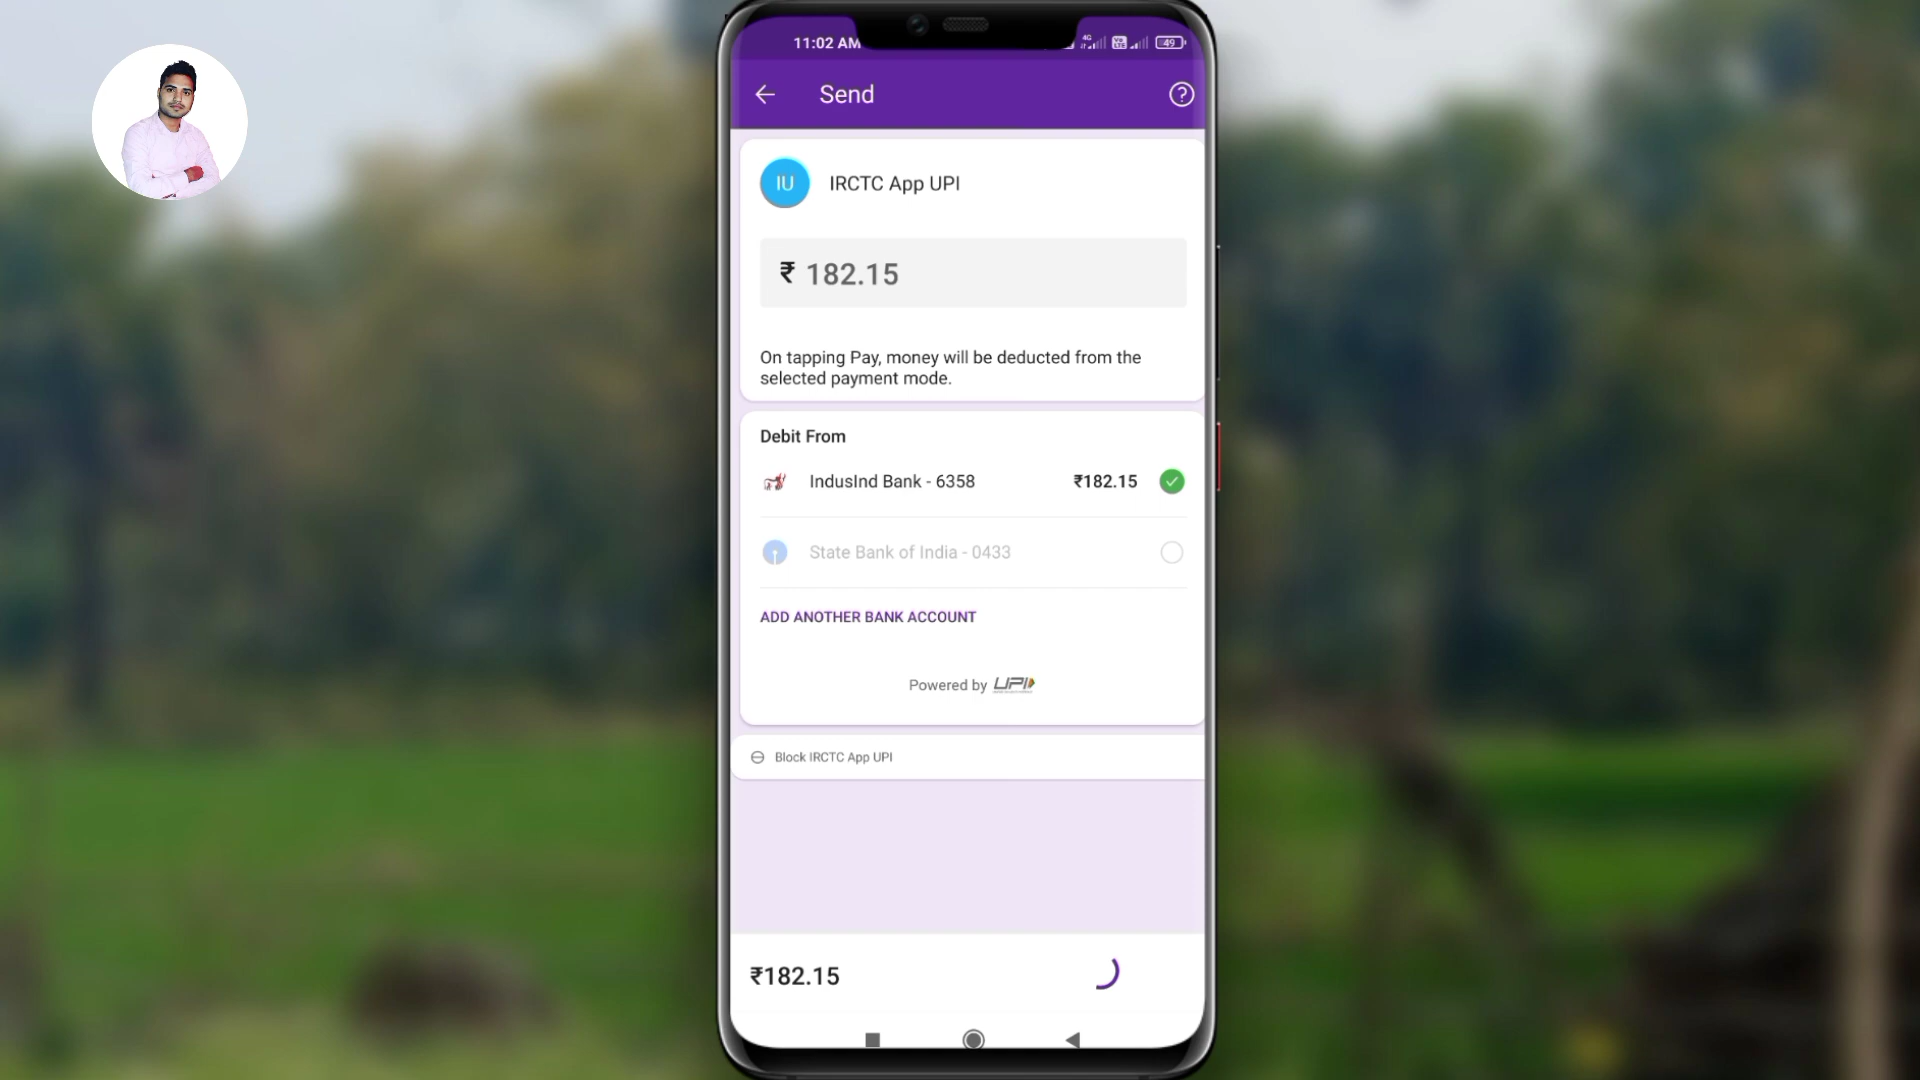 11:02 AM
4G
49
Send
IU
IRCTC App UPI
₹ 182.15
On tapping Pay, money will be deducted from the
selected payment mode.
Debit From
IndusInd Bank - 6358 ₹182.15
State Bank of India - 0433
ADD ANOTHER BANK ACCOUNT
Powered by UPI
Block IRCTC App UPI
₹182.15